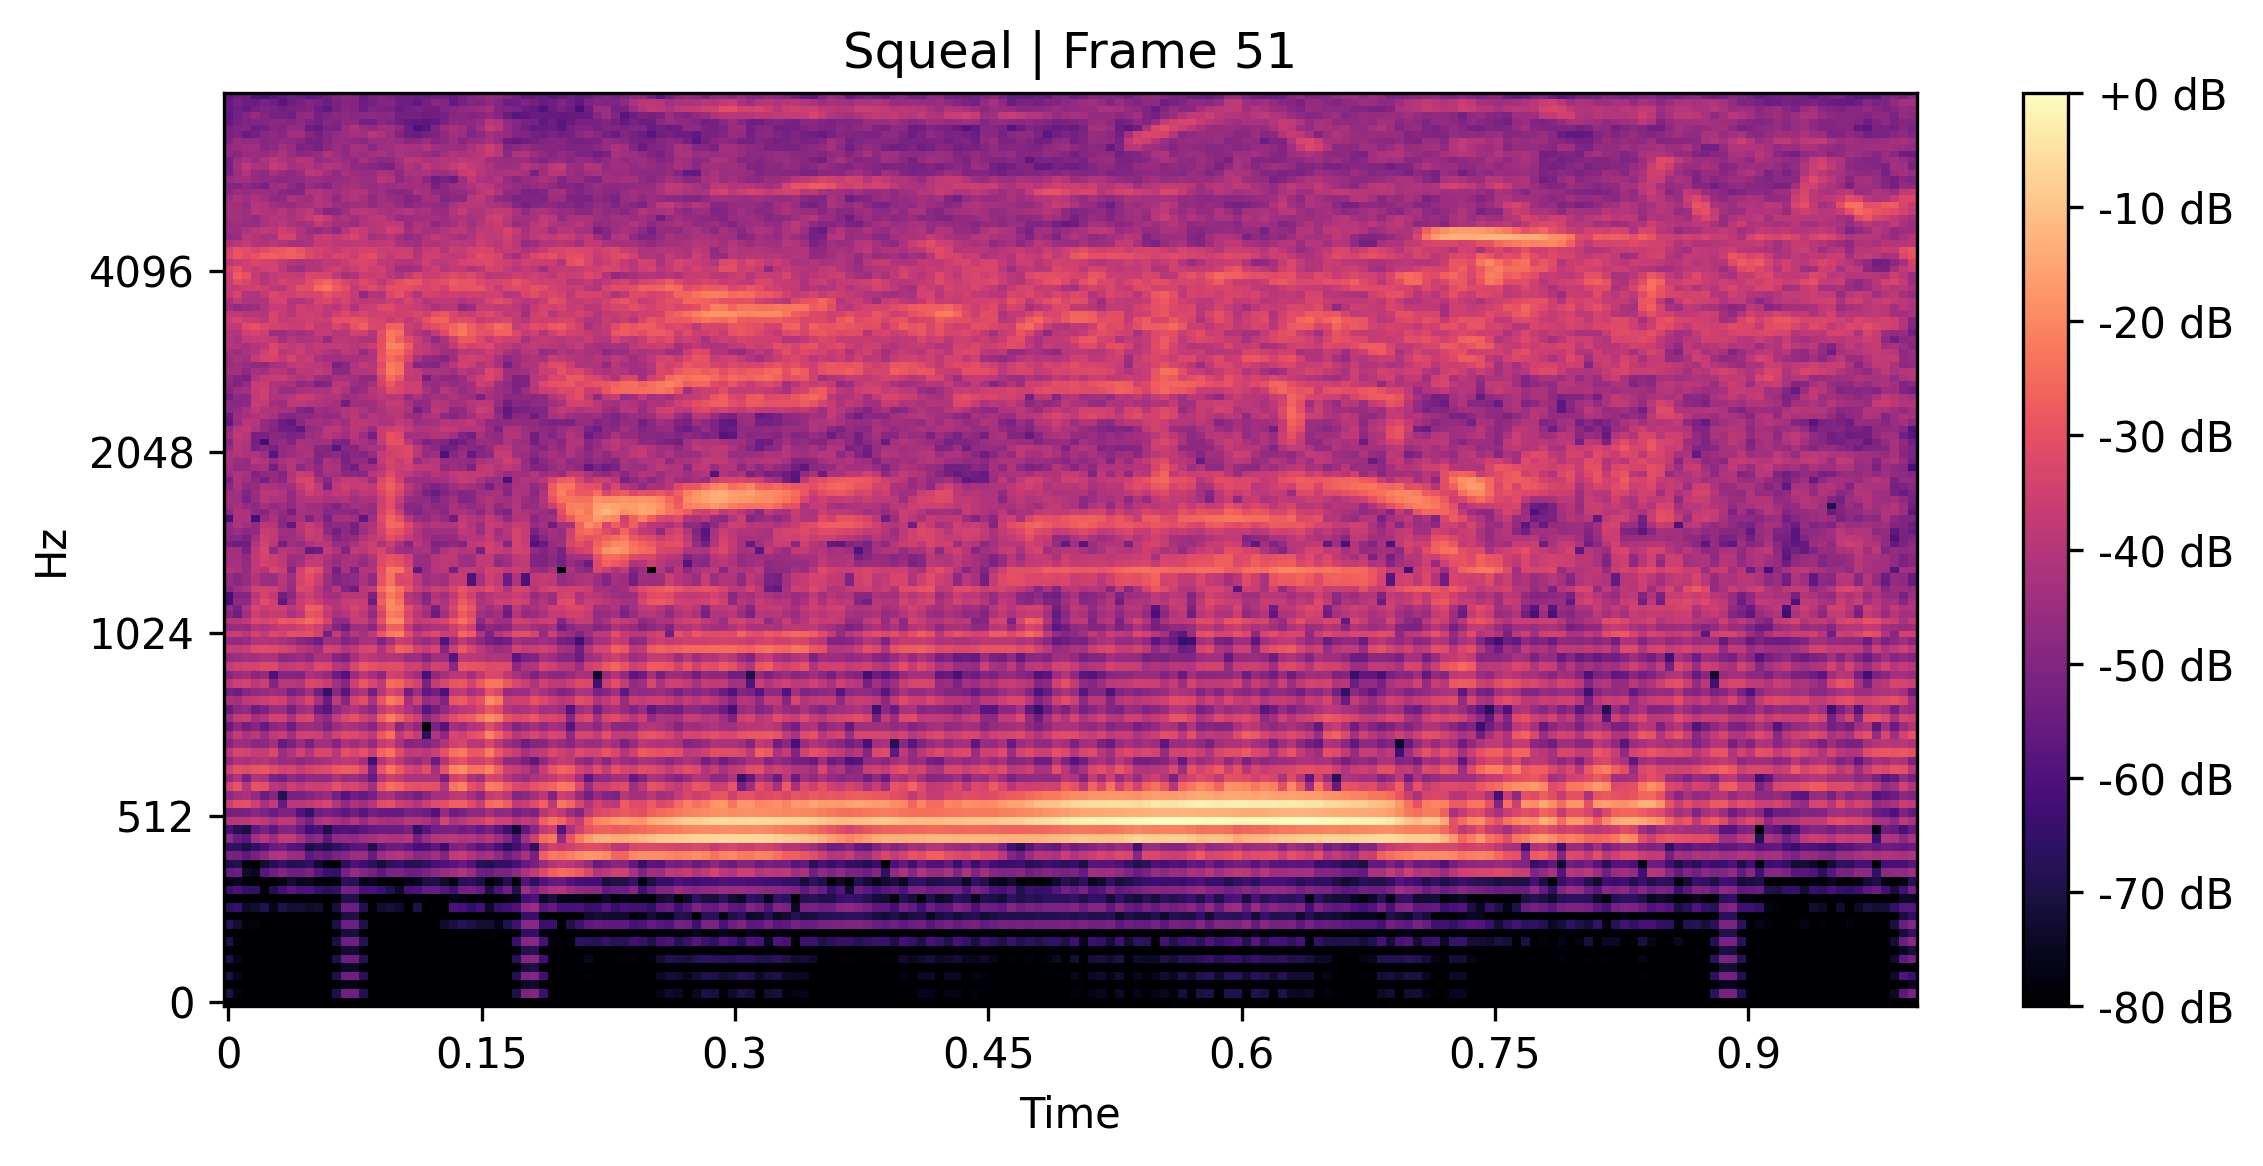 Squeal | Frame 51
+0 dB
-10 dB
-20 dB
-30 dB
-40 dB
-50 dB
-60 dB
-70 dB
-80 dB
Hz
4096
2048
1024
512
0
0 0.15 0.3 0.45 0.6 0.75 0.9
Time